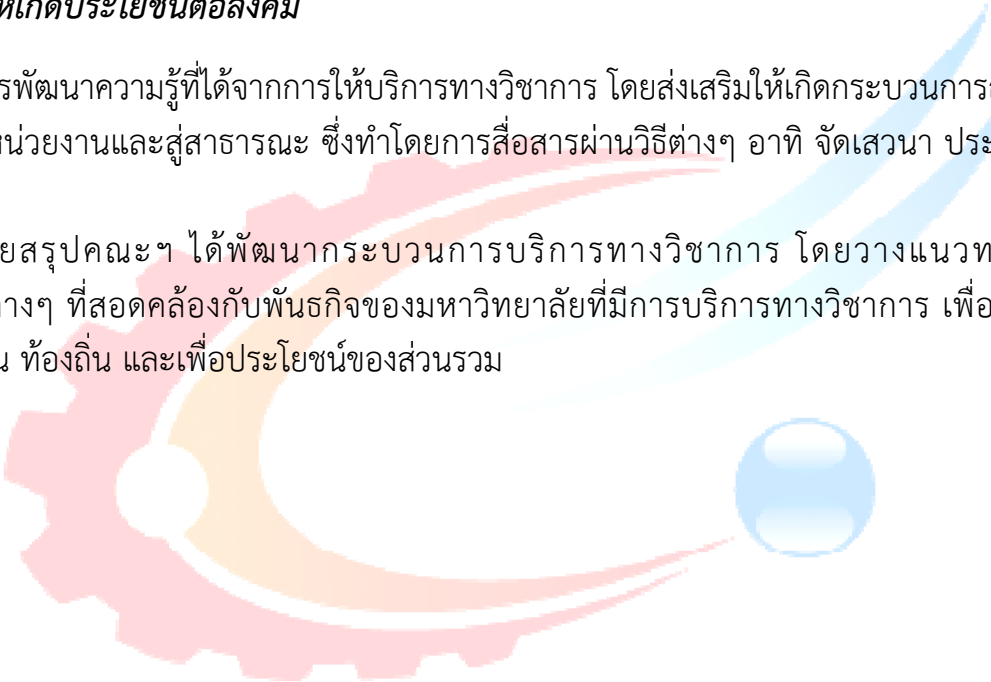 ให้เกิดประโยชน์ต่อสังคม
รพัฒนาความรู้ที่ได้จากการให้บริการทางวิชาการ โดยส่งเสริมให้เกิดกระบวนการถ
หน่วยงานและสู่สาธารณะ ซึ่งทำโดยการสื่อสารผ่านวิธีต่างๆ อาทิ จัดเสวนา ประ
ยสรุปคณะฯ ได้พัฒนากระบวนการบริการทางวิชาการ โดยวางแนวท
างๆ ที่สอดคล้องกับพันธกิจของมหาวิทยาลัยที่มีการบริการทางวิชาการ เพื่อ
น ท้องถิ่น และเพื่อประโยชน์ของส่วนรวม